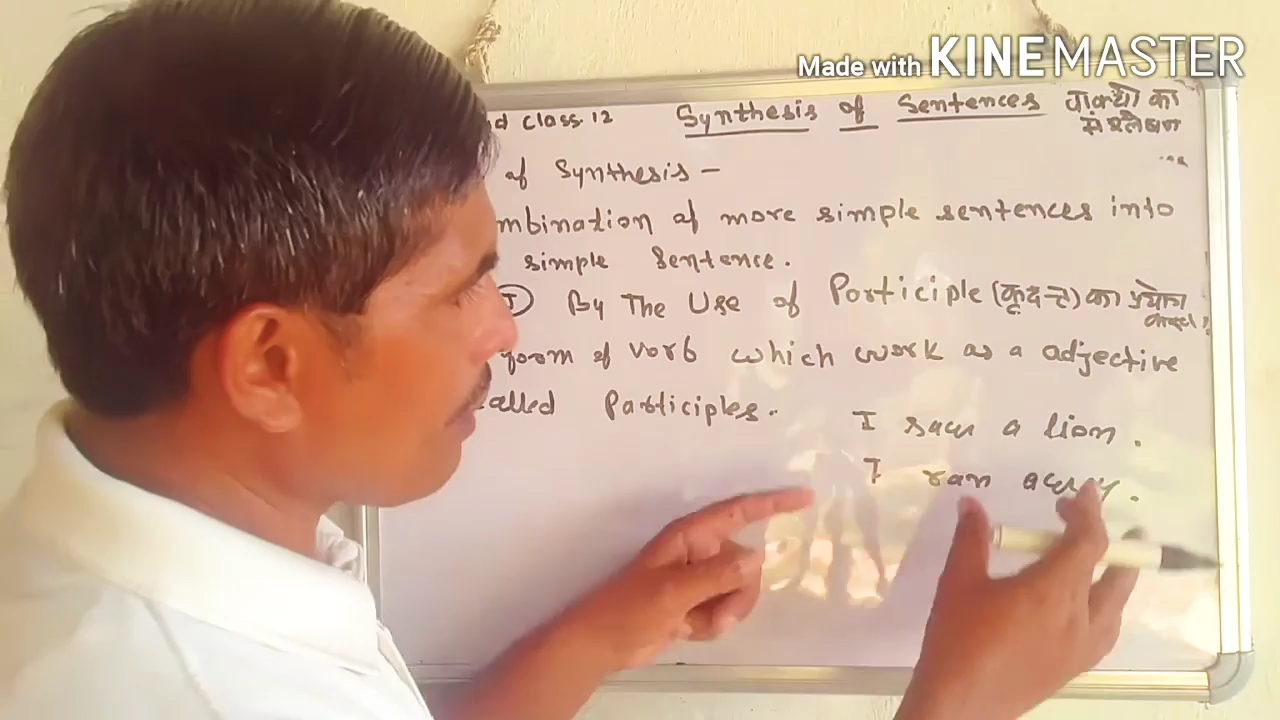 Made with KINEMASTER
nd class.12 Synthesis of Sentences वाक्यो का
संश्लेषण
of Synthesis –
mbination of more simple sentences into
simple sentence.
I By The Use of Participle (कृदन्त) का प्रयोग
form of verb which work as a adjective
alled Participles.
I saw a lion.
I ran away.